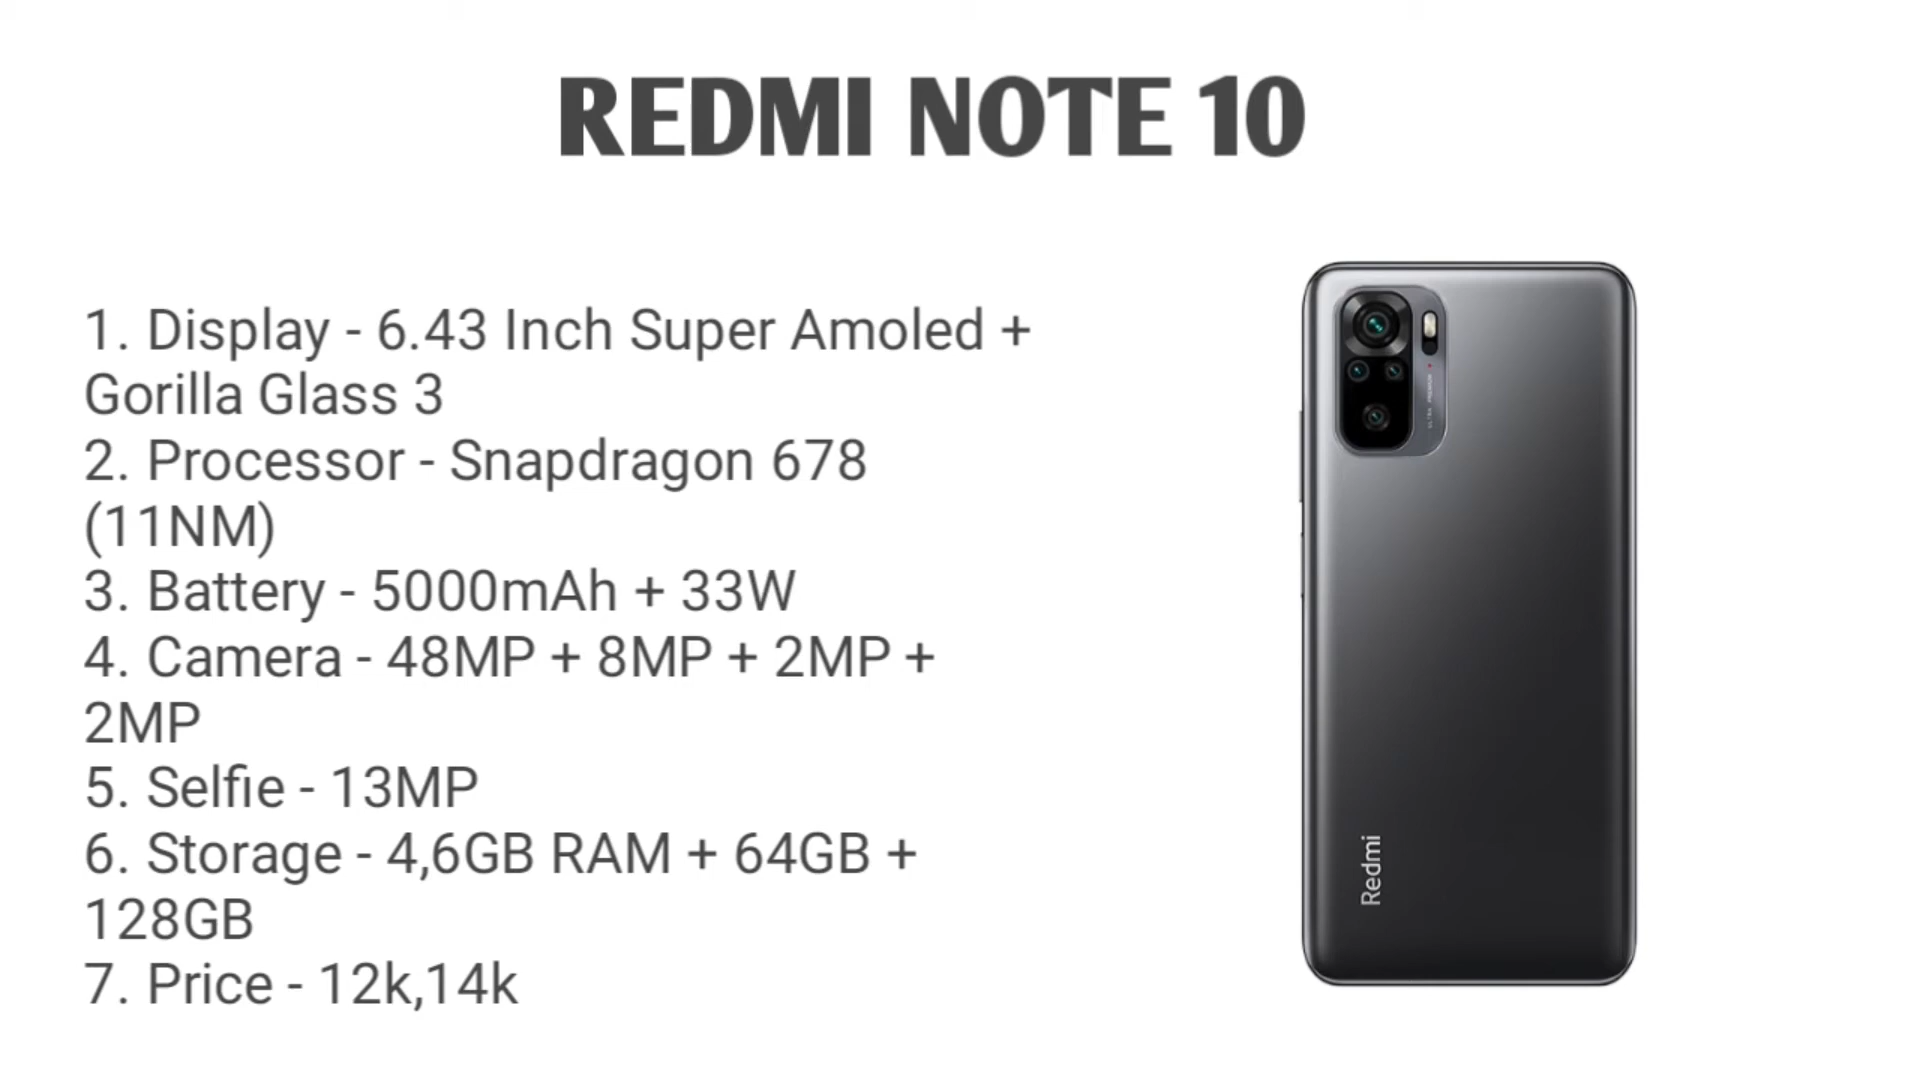 REDMI NOTE 10
1. Display - 6.43 Inch Super Amoled +
Gorilla Glass 3
2. Processor - Snapdragon 678
(11NM)
3. Battery - 5000mAh + 33W
4. Camera - 48MP + 8MP + 2MP +
2MP
5. Selfie - 13MP
6. Storage - 4,6GB RAM + 64GB +
128GB
7. Price - 12k,14k
ULTRA PREMIUM
Redmi